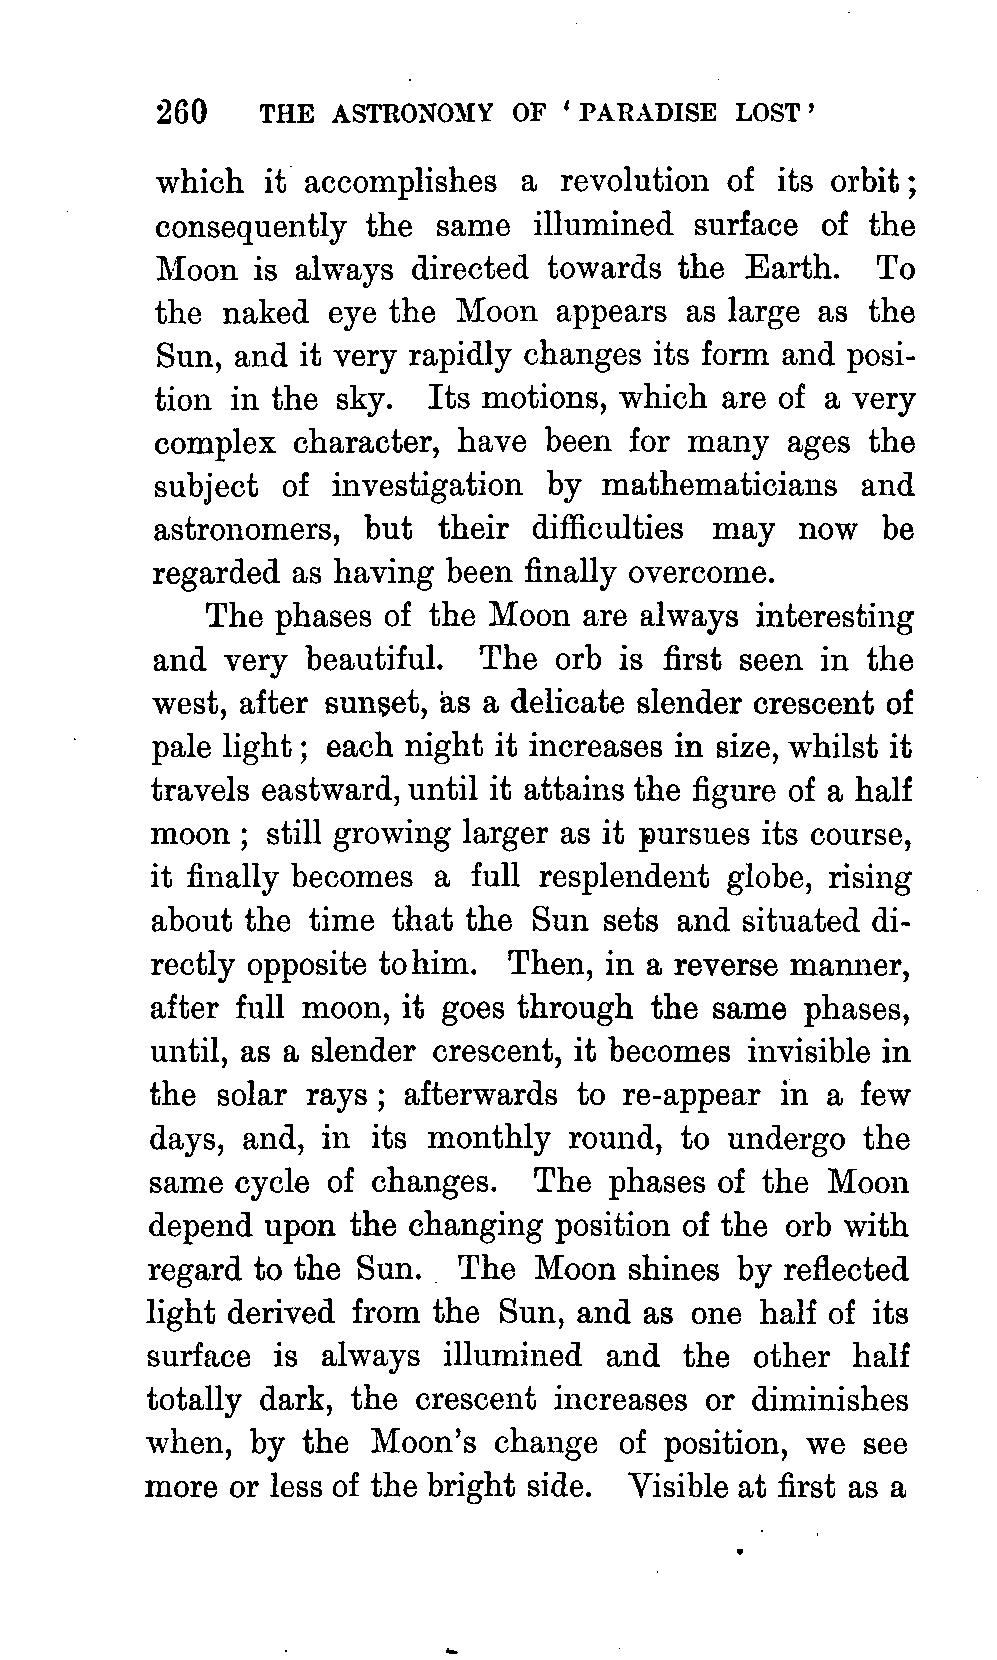 260 THE ASTRONOMY OF ‘PARADISE LOST’
which it accomplishes a revolution of its orbit;
consequently the same illumined surface of the
Moon is always directed towards the Earth. To
the naked eye the Moon appears as large as the
Sun, and it very rapidly changes its form and posi-
tion in the sky. Its motions, which are of a very
complex character, have been for many ages the
subject of investigation by mathematicians and
astronomers, but their difficulties may now be
regarded as having been finally overcome.
The phases of the Moon are always interesting
and very beautiful. The orb is first seen in the
west, after sunset, as a delicate slender crescent of
pale light; each night it increases in size, whilst it
travels eastward, until it attains the figure of a half
moon; still growing larger as it pursues its course,
it finally becomes a full resplendent globe, rising
about the time that the Sun sets and situated di-
rectly opposite to him. Then, in a reverse manner,
after full moon, it goes through the same phases,
until, as a slender crescent, it becomes invisible in
the solar rays; afterwards to re-appear in a few
days, and, in its monthly round, to undergo the
same cycle of changes. The phases of the Moon
depend upon the changing position of the orb with
regard to the Sun. The Moon shines by reflected
light derived from the Sun, and as one half of its
surface is always illumined and the other half
totally dark, the crescent increases or diminishes
when, by the Moon’s change of position, we see
more or less of the bright side. Visible at first as a